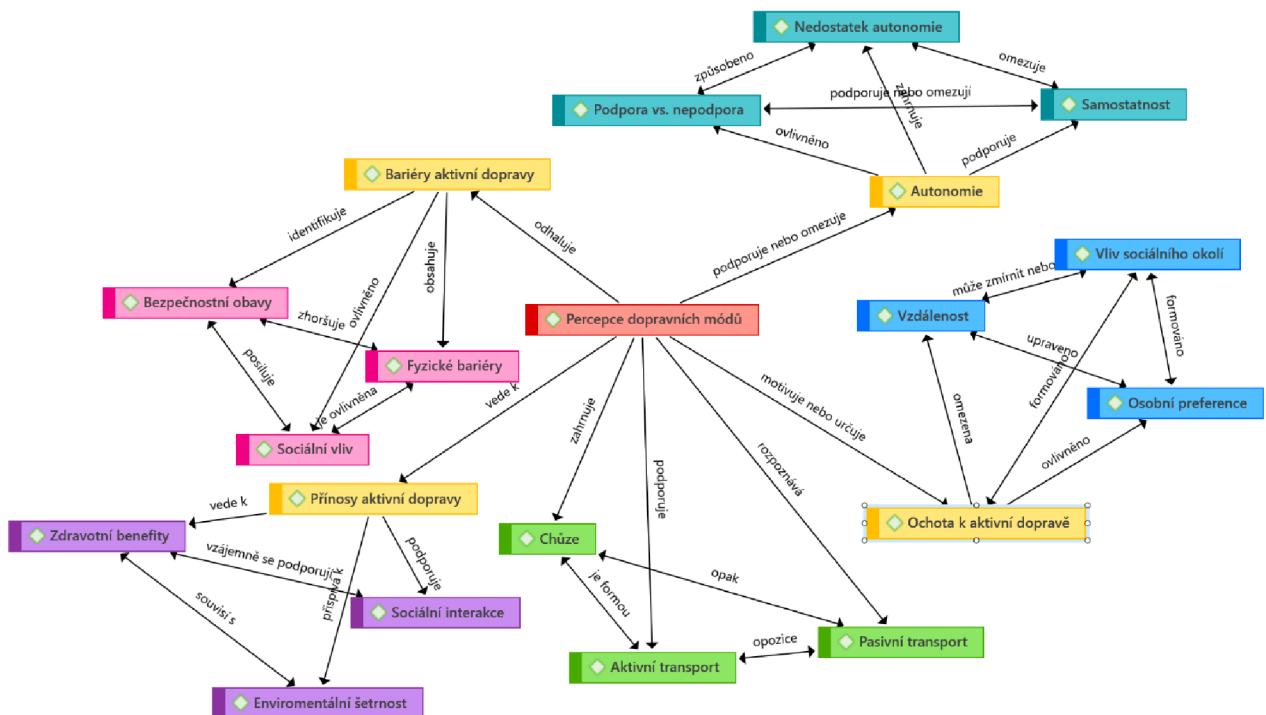 Nedostatek autonomie
způsobeno
omezuje
zahrnuje
Podpora vs. nepodpora
podporuje nebo omezují
Samostatnost
ovlivněno
podporuje
Bariéry aktivní dopravy
Autonomie
identifikuje
odhaluje
podporuje nebo omezuje
obsahuje
ovlivněno
Vliv sociálního okolí
může zmírnit nebo
Bezpečnostní obavy
zhoršuje
Percepce dopravních módů
Vzdálenost
formováno
upraveno
Fyzické bariéry
posiluje
je ovlivněna
vede k
zahrnuje
motivuje nebo určuje
formováno
Osobní preference
omezena
ovlivněno
Sociální vliv
podporuje
rozpoznává
Přínosy aktivní dopravy
vede k
Zdravotní benefity
Ochota k aktivní dopravě
Chůze
vzájemně se podporují
podporuje
přispívá k
opak
je formou
souvisí s
Sociální interakce
Pasivní transport
opozice
Aktivní transport
Enviromentální šetrnost